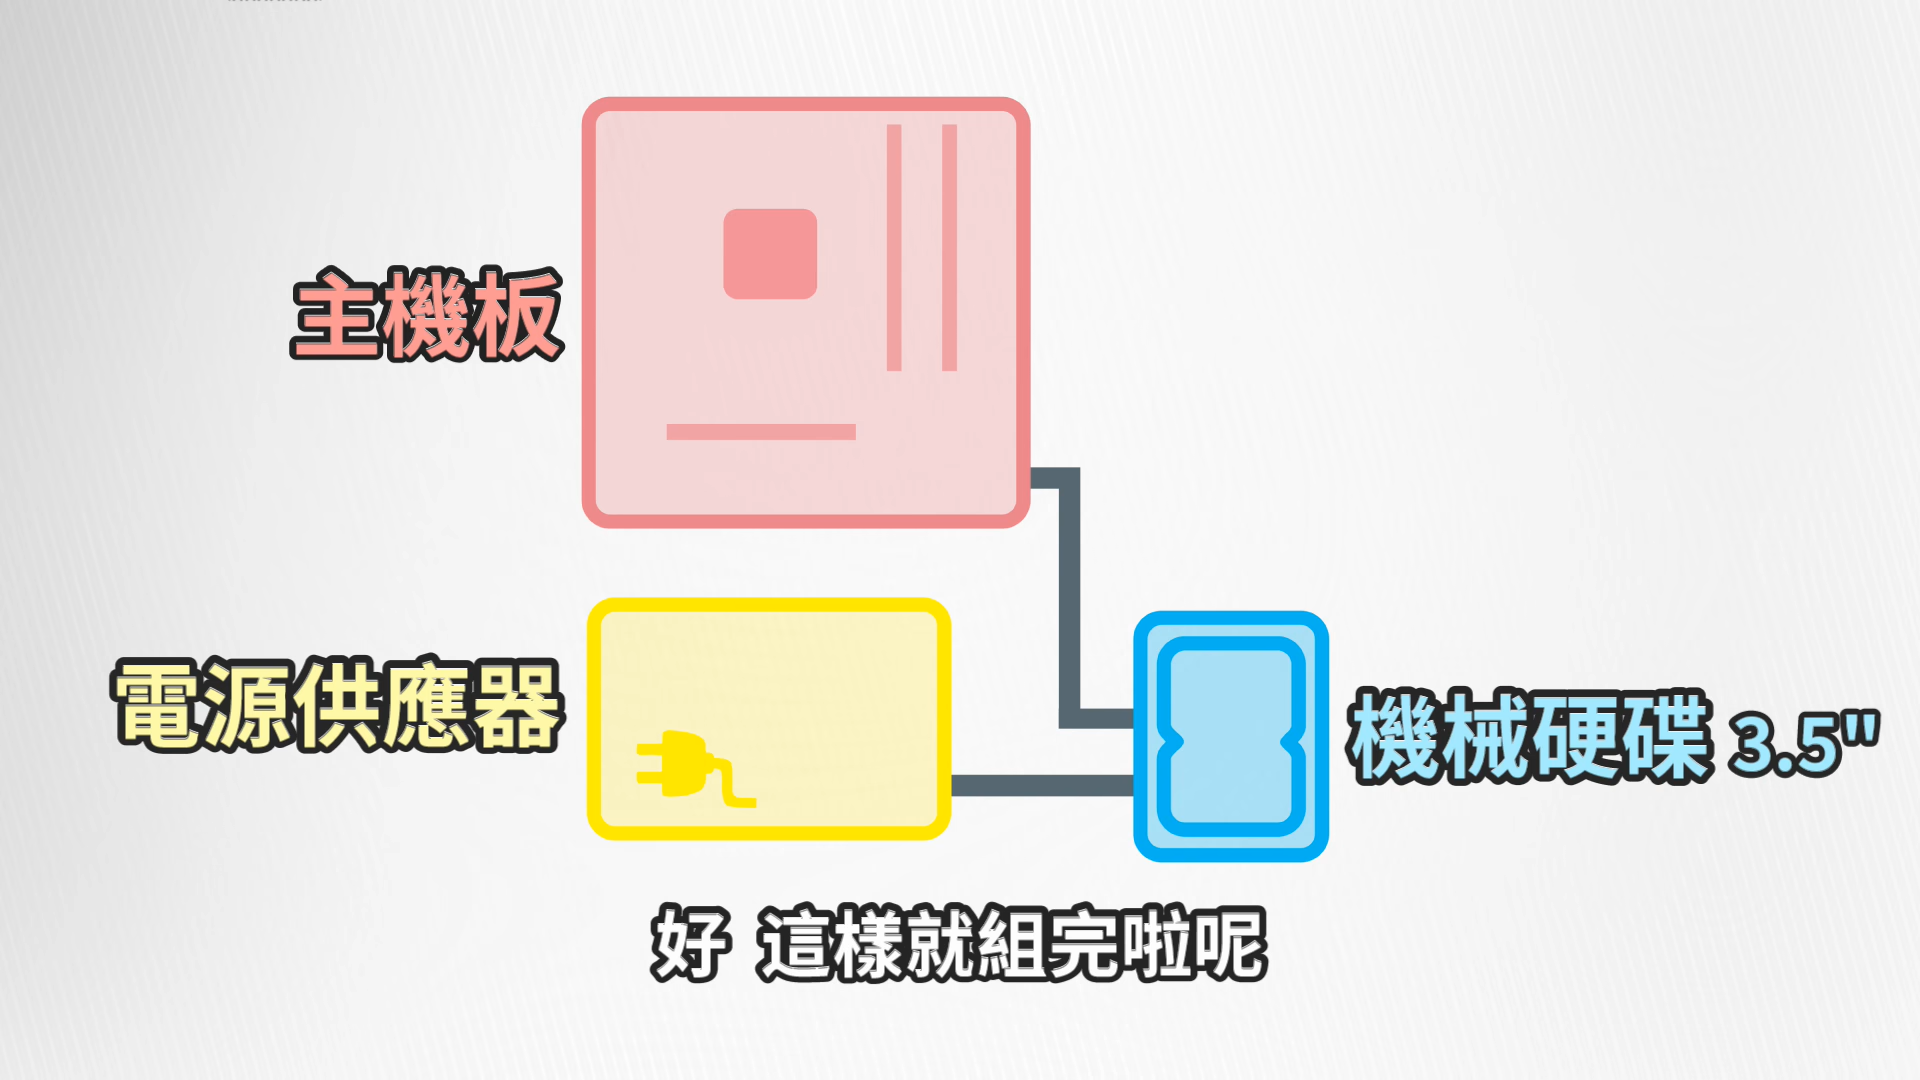 主機板
電源供應器
機械硬碟 3.5"
好 這樣就組完啦呢